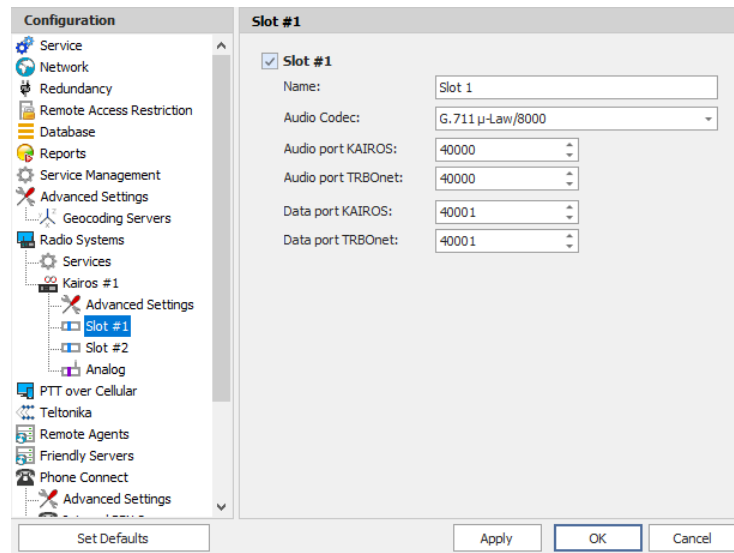 Configuration
Service
Network
Redundancy
Remote Access Restriction
Database
Reports
Service Management
Advanced Settings
Geocoding Servers
Radio Systems
Services
Kairos #1
Advanced Settings
Slot #1
Slot #2
Analog
PTT over Cellular
Teltonika
Remote Agents
Friendly Servers
Phone Connect
Advanced Settings
Set Defaults
Slot #1
Slot #1
Name: Slot 1
Audio Codec: G.711 µ-Law/8000
Audio port KAIROS: 40000
Audio port TRBOnet: 40000
Data port KAIROS: 40001
Data port TRBOnet: 40001
Apply OK Cancel